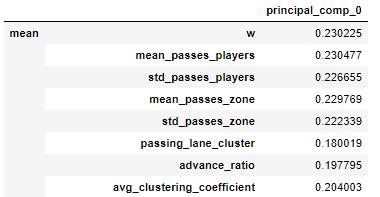 principal_comp_0
mean w 0.230225
mean_passes_players 0.230477
std_passes_players 0.226655
mean_passes_zone 0.229769
std_passes_zone 0.222339
passing_lane_cluster 0.180019
advance_ratio 0.197795
avg_clustering_coefficient 0.204003